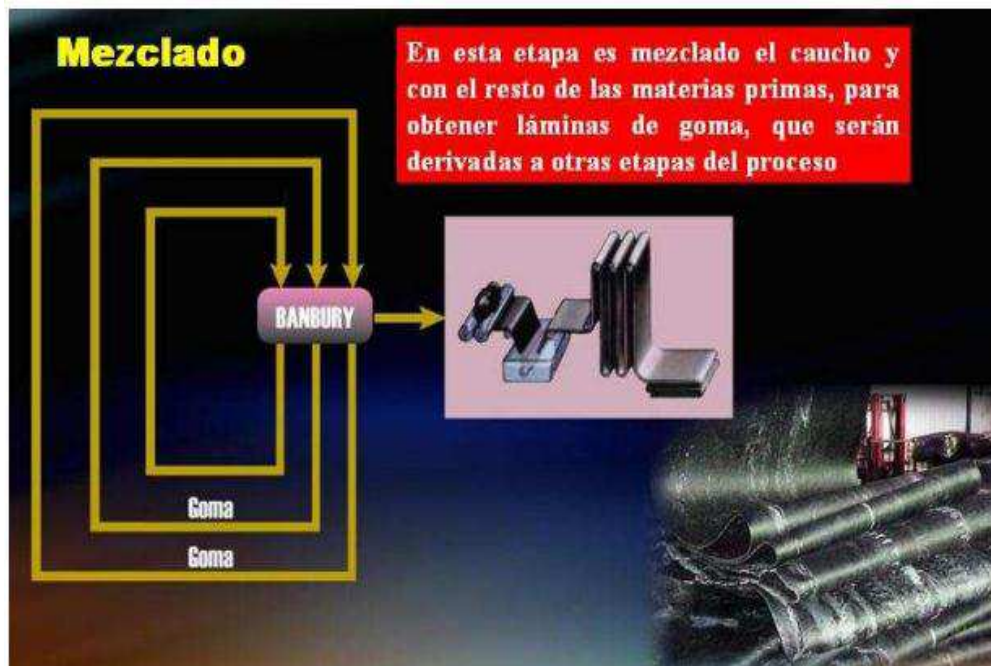 Mezclado
En esta etapa es mezclado el caucho y
con el resto de las materias primas, para
obtener láminas de goma, que serán
derivadas a otras etapas del proceso
BANBURY
Goma
Goma